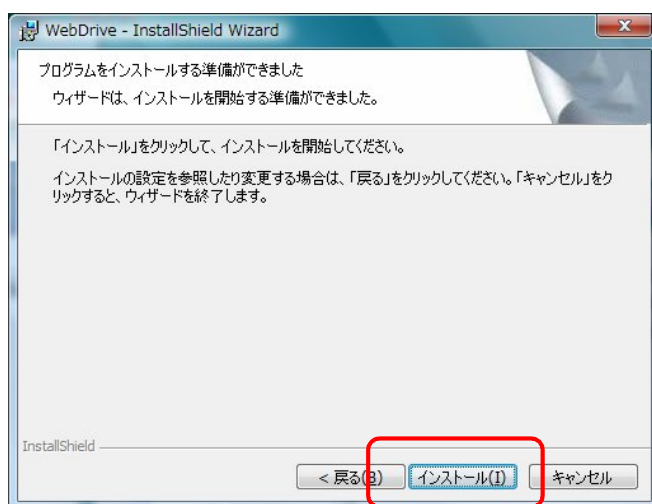 WebDrive - InstallShield Wizard
プログラムをインストールする準備ができました
ウィザードは、インストールを開始する準備ができました。
「インストール」をクリックして、インストールを開始してください。
インストールの設定を参照したり変更する場合は、「戻る」をクリックしてください。「キャンセル」をク
リックすると、ウィザードを終了します。
InstallShield
< 戻る(B) インストール(I) キャンセル